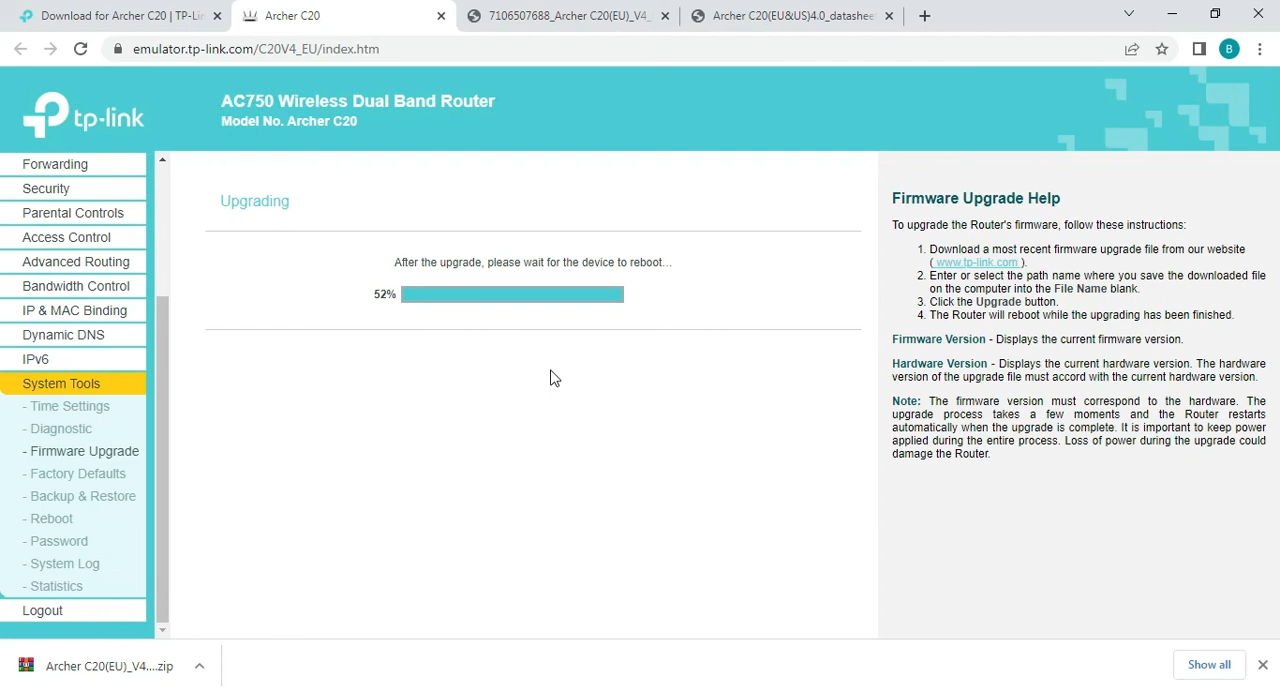 Download for Archer C20 | TP-Lin
Archer C20
7106507688_Archer C20(EU)_V4_
Archer C20(EU&US)4.0_datasheet
emulator.tp-link.com/C20V4_EU/index.htm
B
tp-link
AC750 Wireless Dual Band Router
Model No. Archer C20
Forwarding
Security
Parental Controls
Access Control
Advanced Routing
Bandwidth Control
IP & MAC Binding
Dynamic DNS
IPv6
System Tools
- Time Settings
- Diagnostic
- Firmware Upgrade
- Factory Defaults
- Backup & Restore
- Reboot
- Password
- System Log
- Statistics
Logout
Upgrading
After the upgrade, please wait for the device to reboot...
52%
Firmware Upgrade Help
To upgrade the Router's firmware, follow these instructions:
1. Download a most recent firmware upgrade file from our website
( www.tp-link.com ).
2. Enter or select the path name where you save the downloaded file
on the computer into the File Name blank.
3. Click the Upgrade button.
4. The Router will reboot while the upgrading has been finished.
Firmware Version - Displays the current firmware version.
Hardware Version - Displays the current hardware version. The hardware
version of the upgrade file must accord with the current hardware version.
Note: The firmware version must correspond to the hardware. The
upgrade process takes a few moments and the Router restarts
automatically when the upgrade is complete. It is important to keep power
applied during the entire process. Loss of power during the upgrade could
damage the Router.
Archer C20(EU)_V4....zip
Show all